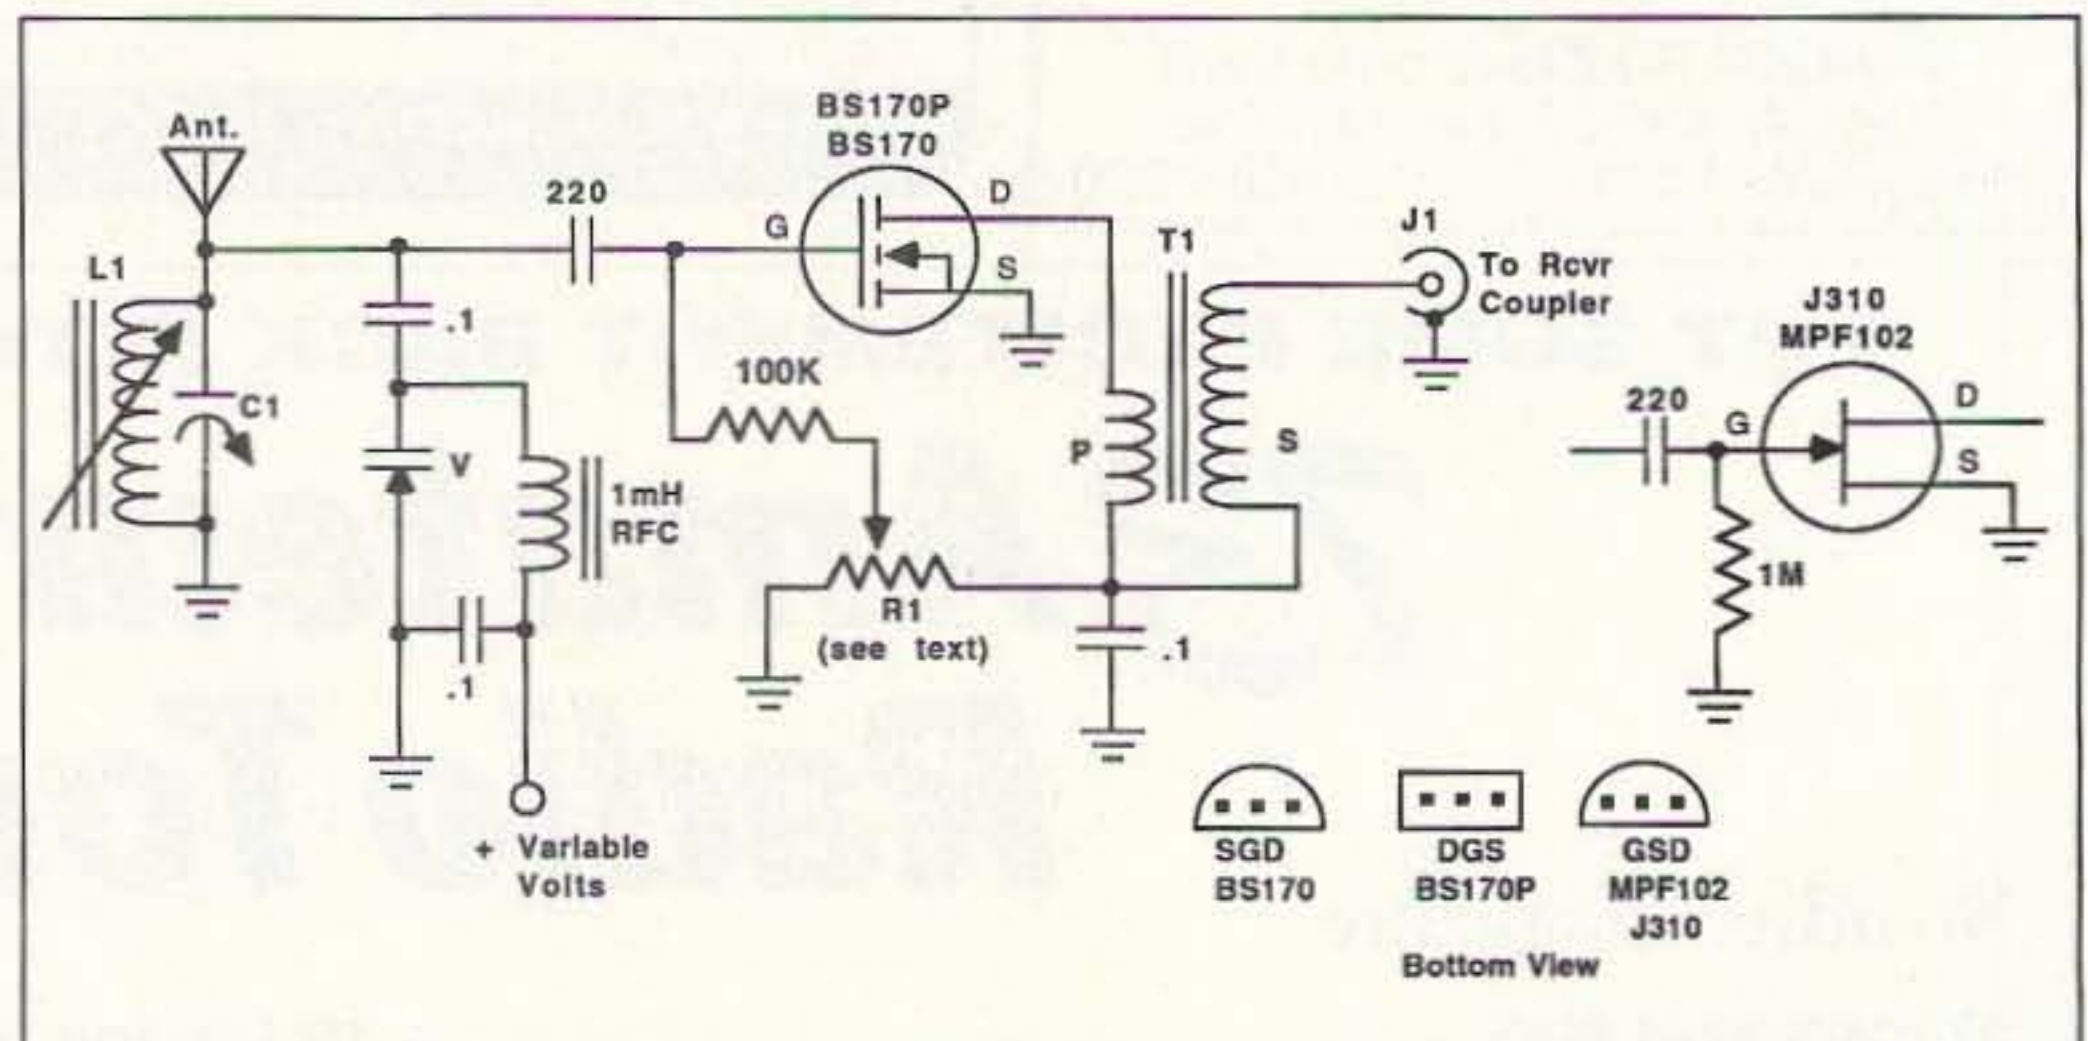 Ant.
L1
C1
220
.1
V
1mH
RFC
.1
+ Variable
Volts
BS170P
BS170
G
D
S
100K
R1
(see text)
T1
P
S
.1
J1
To Rcvr
Coupler
J310
MPF102
220
G
D
S
1M
SGD
BS170
DGS
BS170P
GSD
MPF102
J310
Bottom View